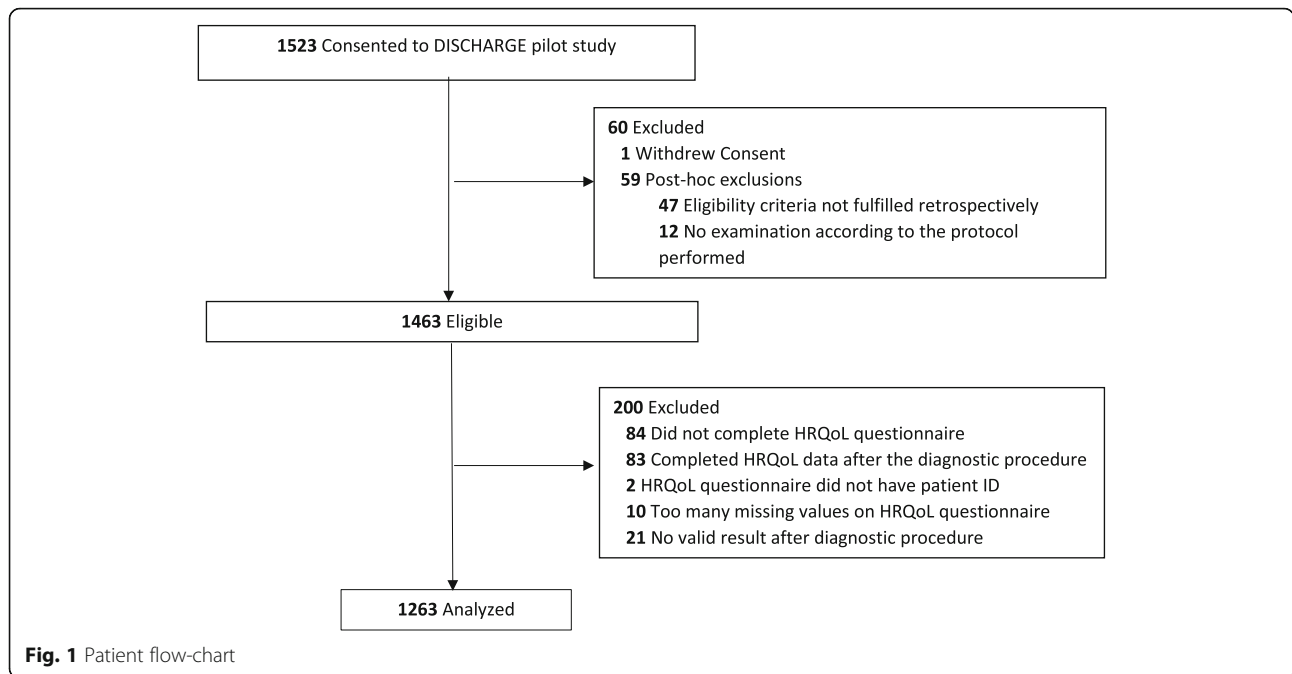 1523 Consented to DISCHARGE pilot study
60 Excluded
1 Withdrew Consent
59 Post-hoc exclusions
47 Eligibility criteria not fulfilled retrospectively
12 No examination according to the protocol
performed
1463 Eligible
200 Excluded
84 Did not complete HRQoL questionnaire
83 Completed HRQoL data after the diagnostic procedure
2 HRQoL questionnaire did not have patient ID
10 Too many missing values on HRQoL questionnaire
21 No valid result after diagnostic procedure
1263 Analyzed
Fig. 1 Patient flow-chart